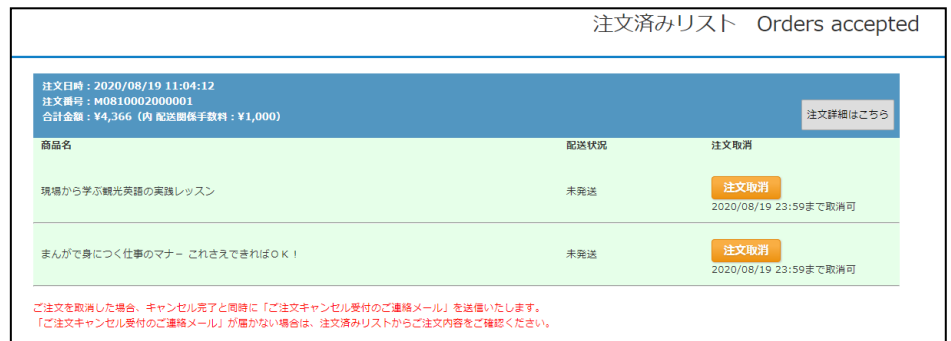 注文済みリスト　Orders accepted
注文日時：2020/08/19 11:04:12
注文番号：M0810002000001
合計金額：¥4,366（内 配送関係手数料：¥1,000）
注文詳細はこちら
商品名 配送状況 注文取消
現場から学ぶ観光英語の実践レッスン 未発送 注文取消
2020/08/19 23:59まで取消可
まんがで身につく仕事のマナー これさえできればＯＫ！ 未発送 注文取消
2020/08/19 23:59まで取消可
ご注文を取消した場合、キャンセル完了と同時に「ご注文キャンセル受付のご連絡メール」を送信いたします。
「ご注文キャンセル受付のご連絡メール」が届かない場合は、注文済みリストからご注文内容をご確認ください。